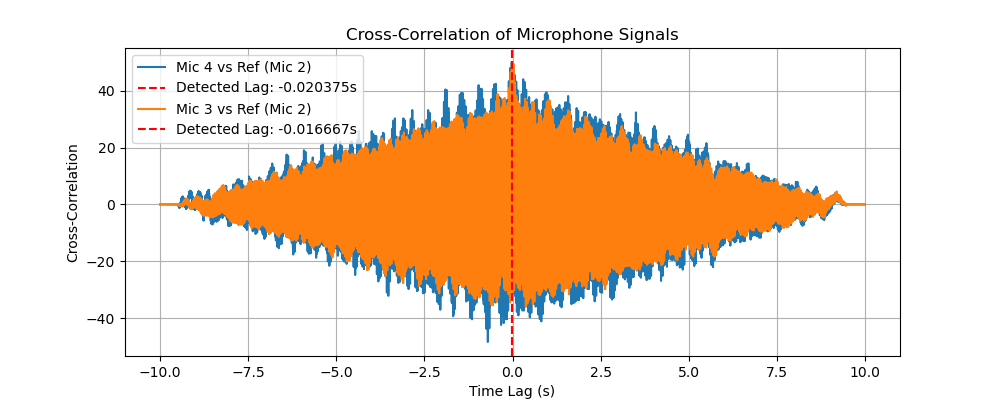 Cross-Correlation of Microphone Signals
Mic 4 vs Ref (Mic 2)
Detected Lag: -0.020375s
Mic 3 vs Ref (Mic 2)
Detected Lag: -0.016667s
Cross-Correlation
40
20
0
−20
−40
−10.0 −7.5 −5.0 −2.5 0.0 2.5 5.0 7.5 10.0
Time Lag (s)